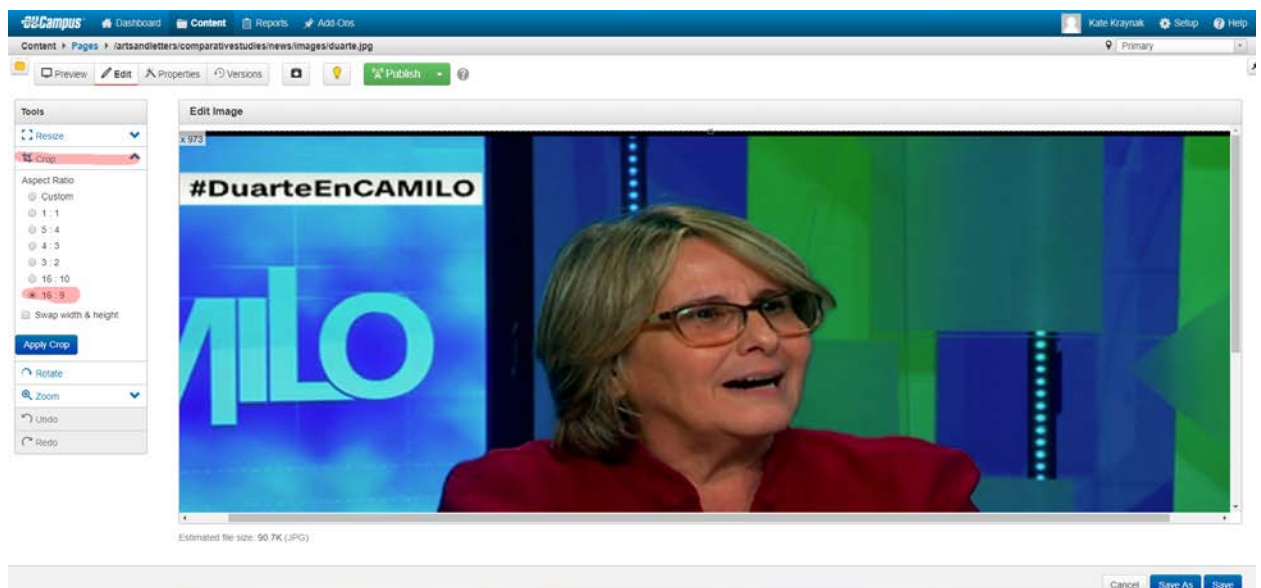 OU Campus Dashboard Content Reports Add-Ons Kate Kraynak Setup Help
Content Pages /artsandletters/comparativestudies/news/images/duarte.jpg Primary
Preview Edit Properties Versions Publish
Tools
Edit Image
Resize
x 973
Crop
Aspect Ratio
Custom
1 : 1
5 : 4
4 : 3
3 : 2
16 : 10
16 : 9
Swap width & height
Apply Crop
Rotate
Zoom
Undo
Redo
#DuarteEnCAMILO
MILO
Estimated file size: 90.7K (JPG)
Cancel Save As Save